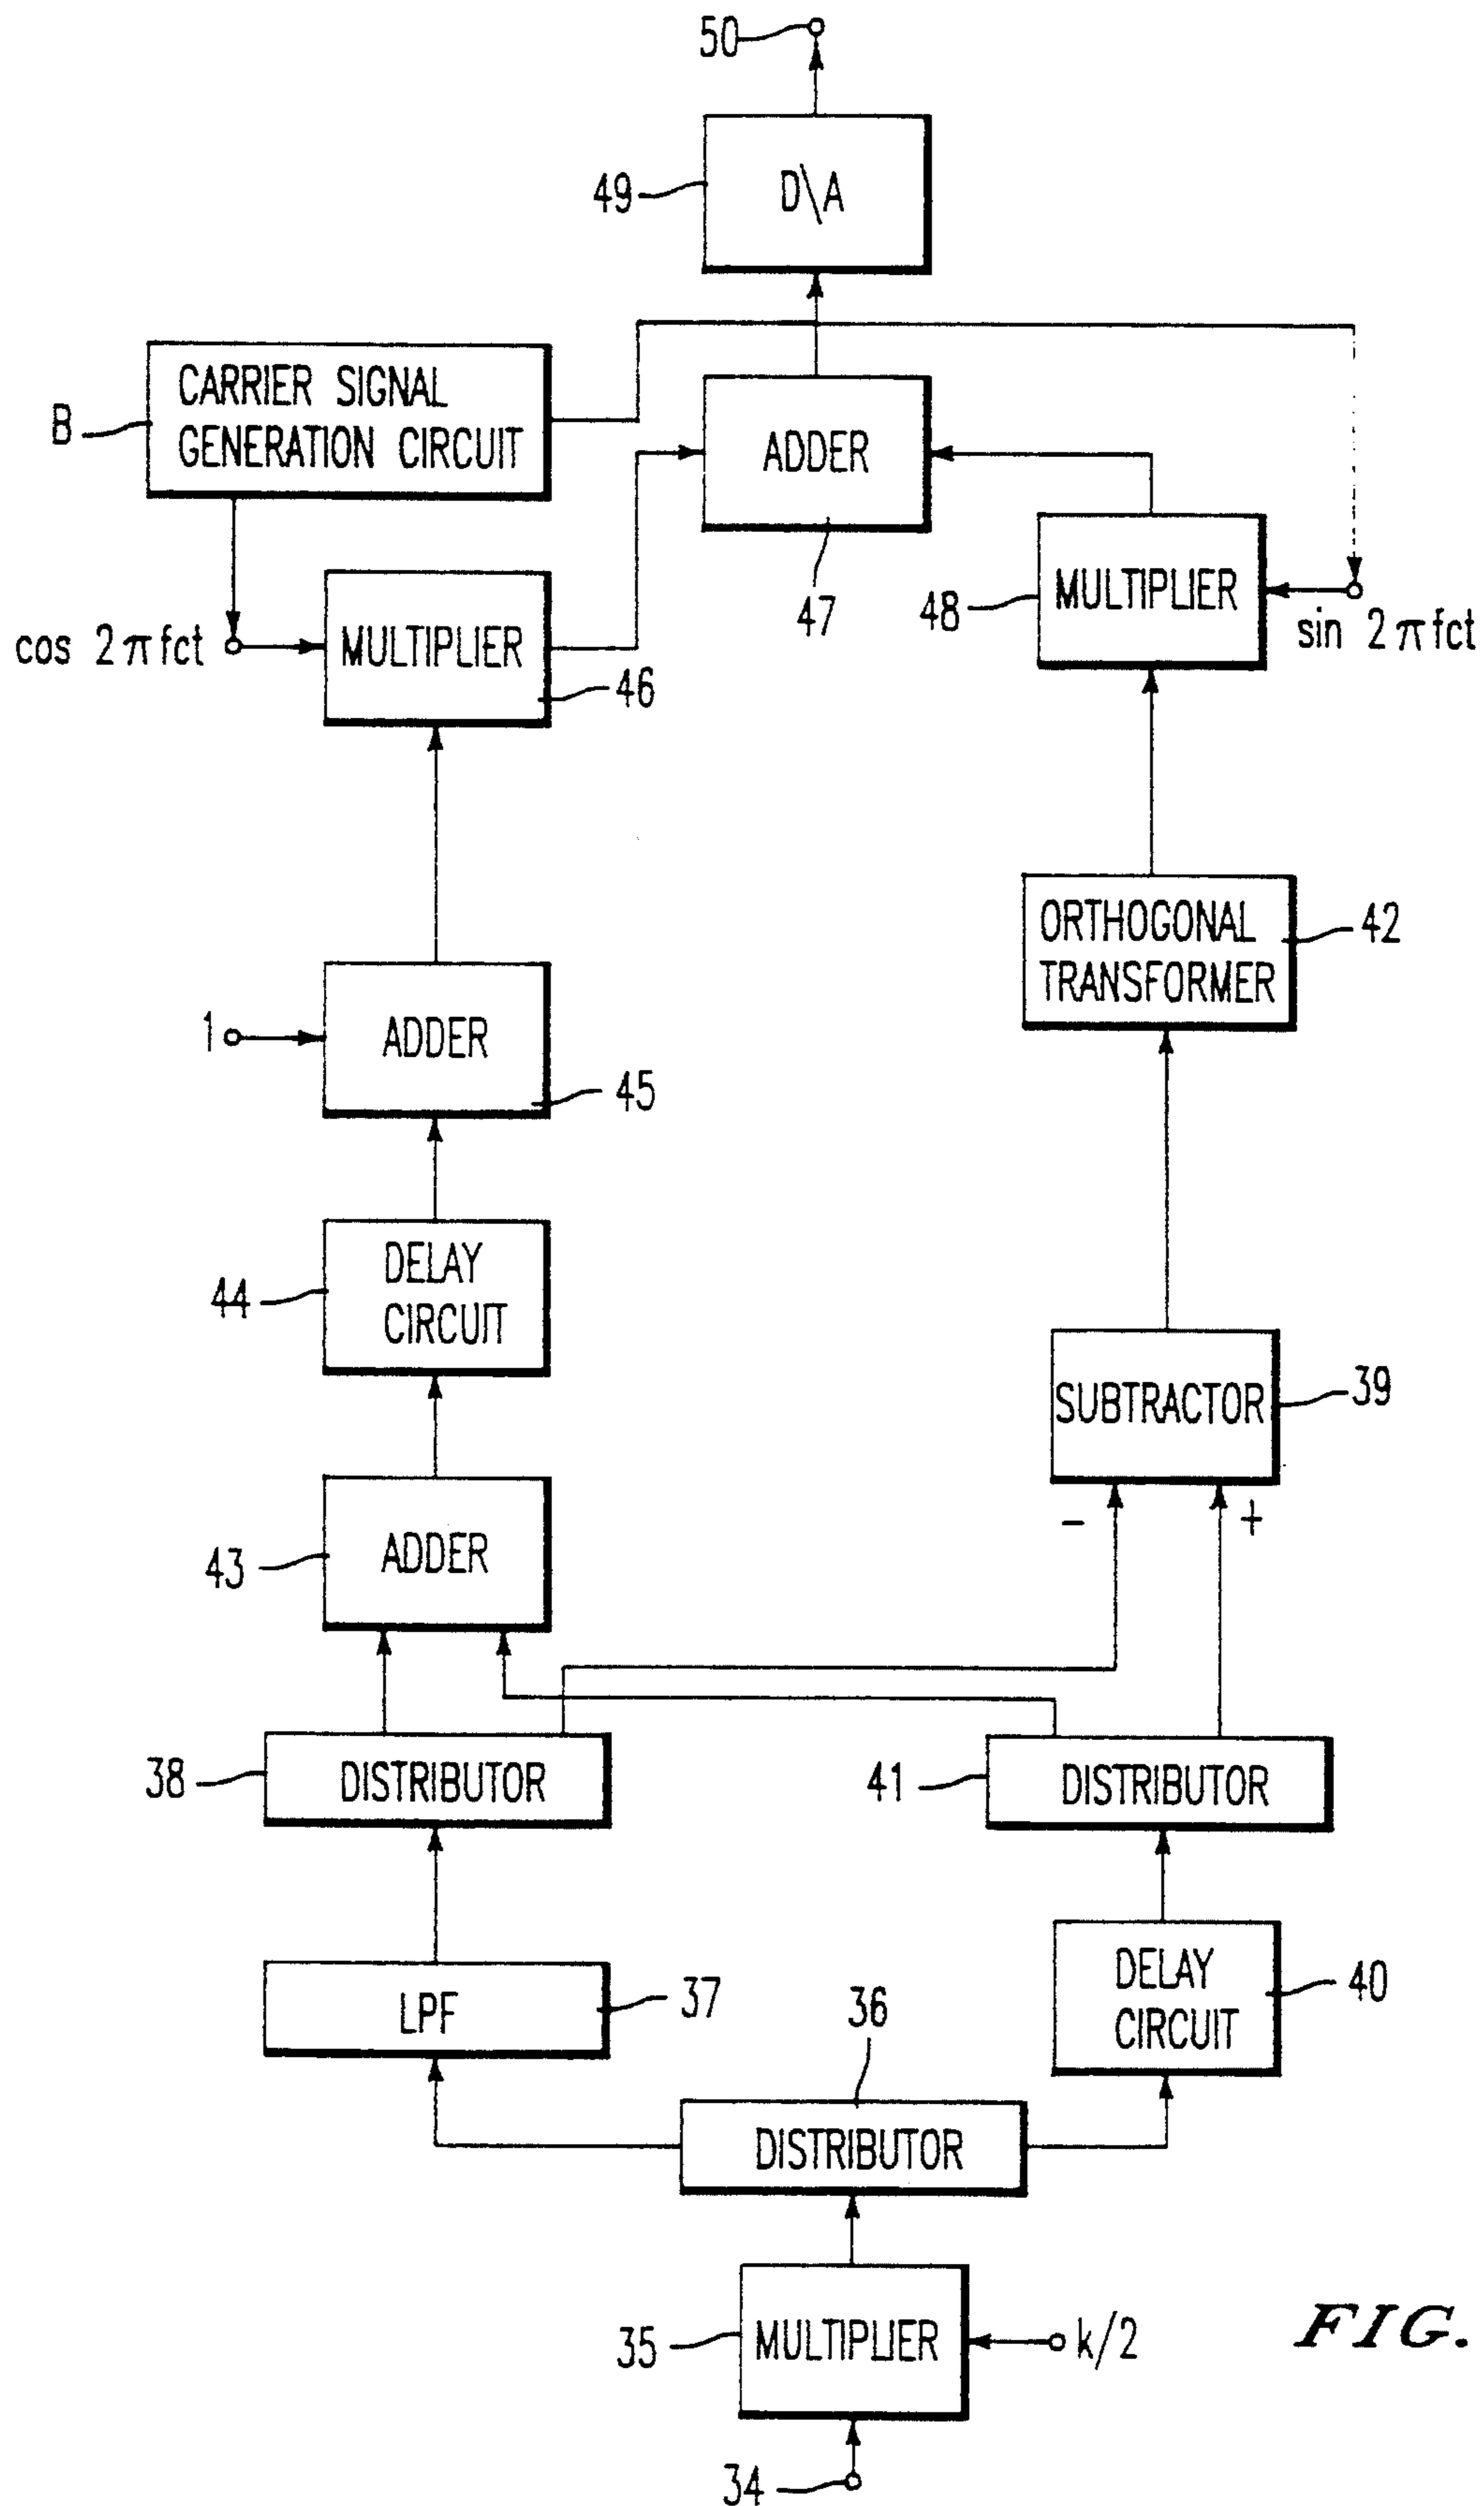 50
49
D\A
CARRIER SIGNAL
GENERATION CIRCUIT
B
ADDER
47
MULTIPLIER
48
sin 2πfct
cos 2πfct
MULTIPLIER
46
ORTHOGONAL
TRANSFORMER
42
1
ADDER
45
DELAY
CIRCUIT
44
SUBTRACTOR
39
- +
ADDER
43
DISTRIBUTOR
38
DISTRIBUTOR
41
LPF
37
DELAY
CIRCUIT
40
36
DISTRIBUTOR
35
MULTIPLIER
k/2
34
FIG.